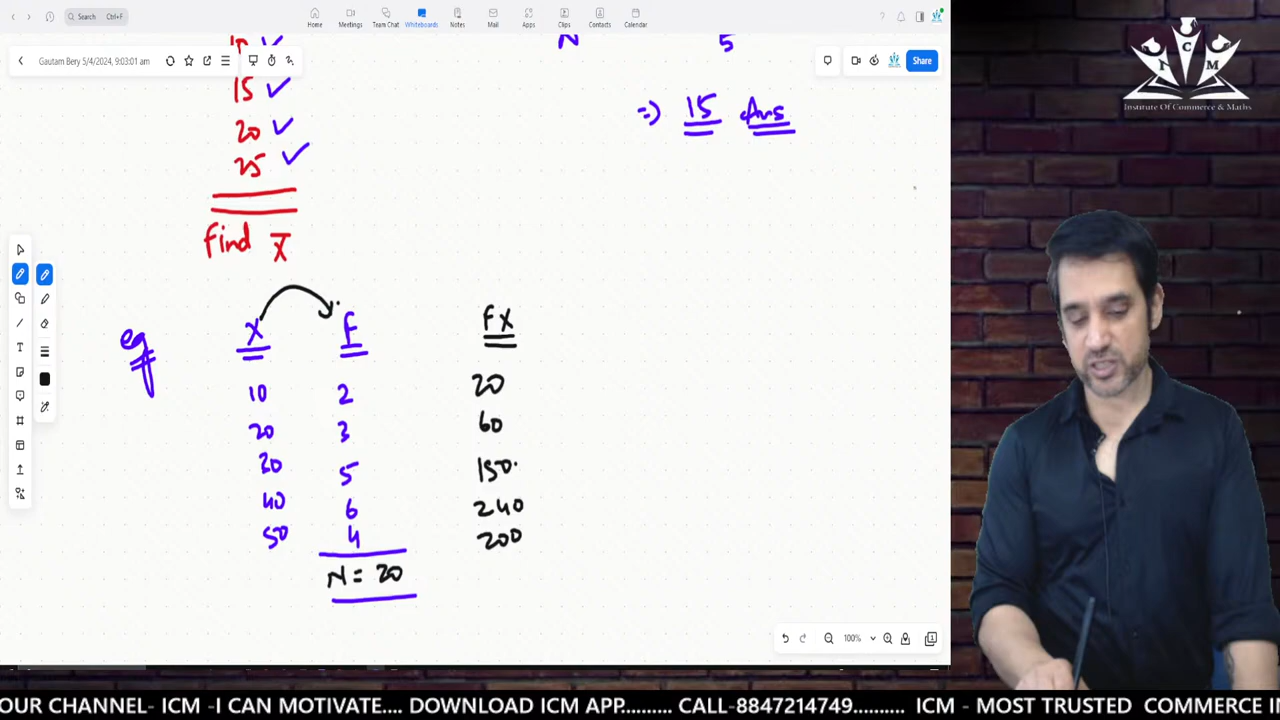 Search Ctrl+F
Home Meetings Team Chat Whiteboards Notes Mail Apps Clips Contacts Calendar
Gautam Bery 5/4/2024, 9:03:01 am
Share
N 5
15
20
25
=) 15 Ans
Find X̅
eg X F FX
10 2 20
20 3 60
30 5 150
40 6 240
50 4 200
N = 20
100%
ICM
Institute Of Commerce & Maths
OUR CHANNEL- ICM -I CAN MOTIVATE.... DOWNLOAD ICM APP......... CALL-8847214749.......... ICM - MOST TRUSTED COMMERCE I